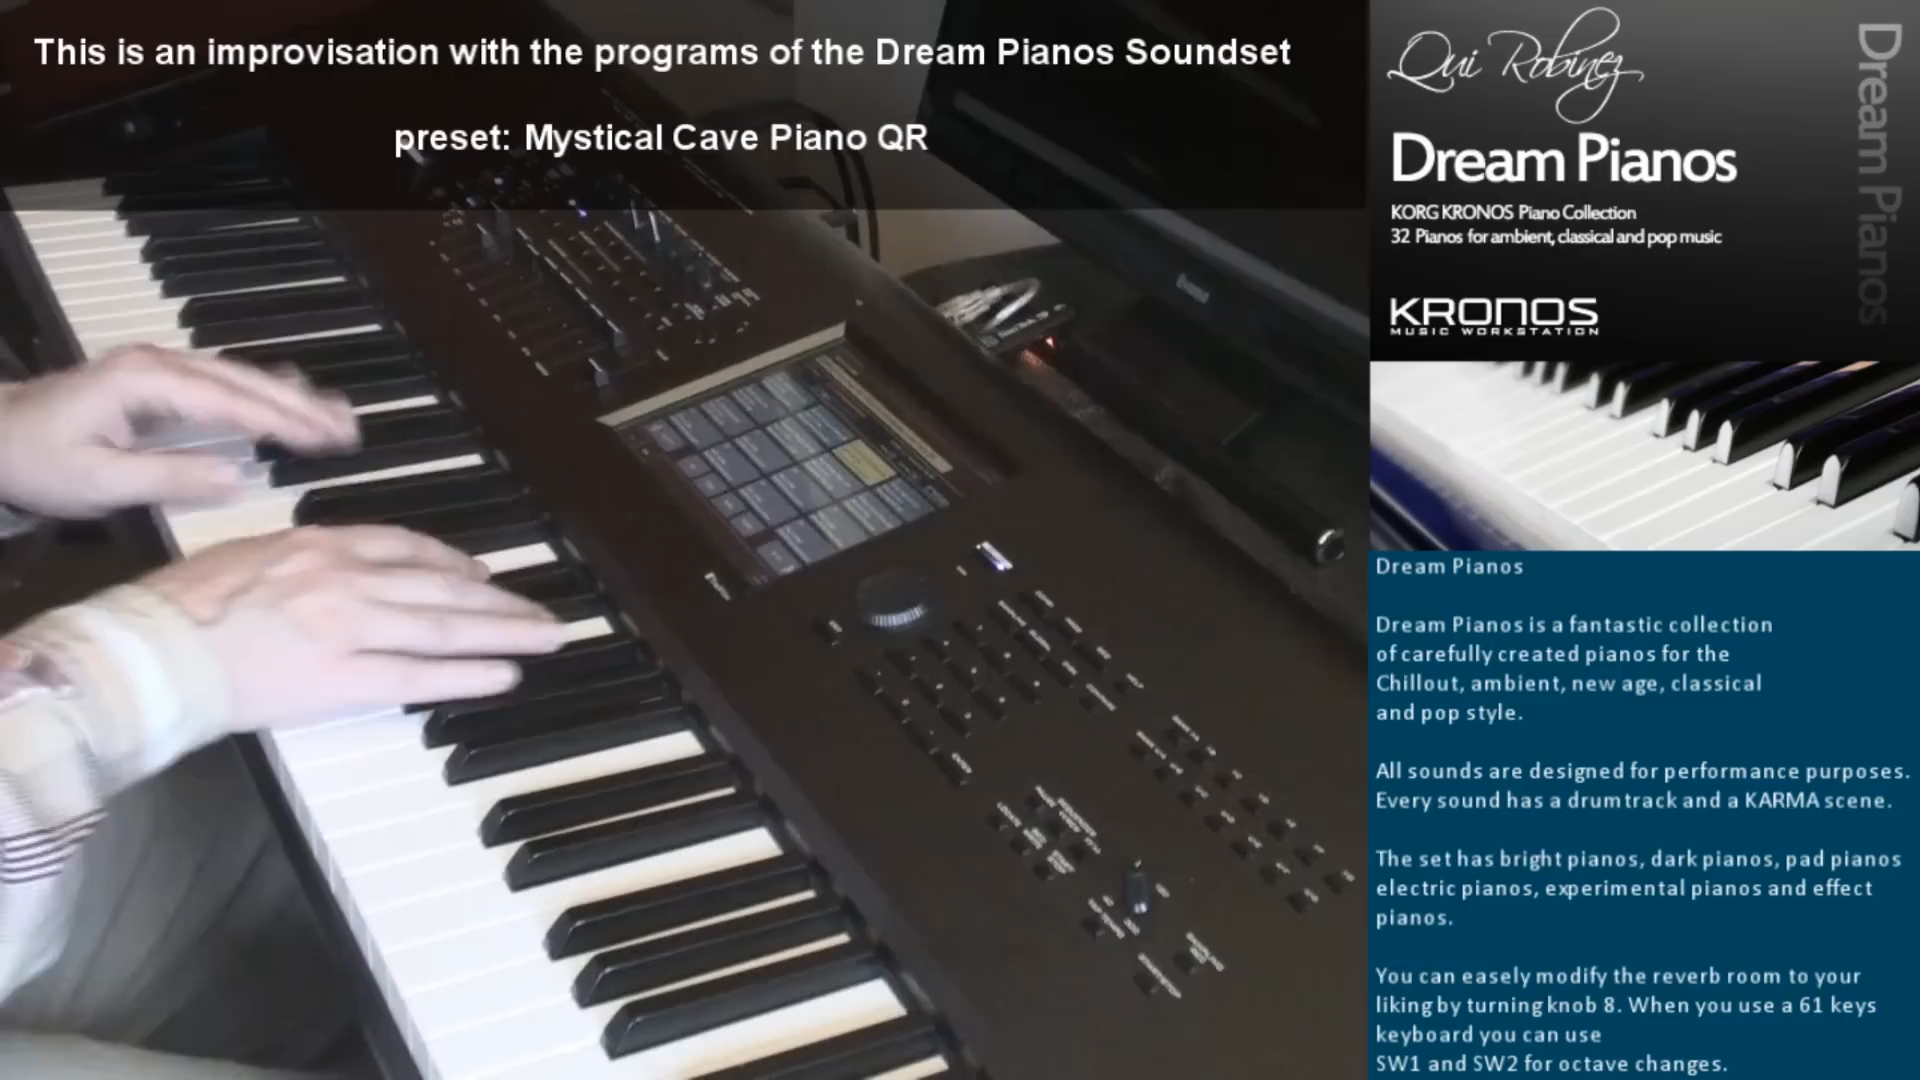 This is an improvisation with the programs of the Dream Pianos Soundset
preset: Mystical Cave Piano QR
Qui Robinez
Dream Pianos
KORG KRONOS Piano Collection
32 Pianos for ambient, classical and pop music
KRONOS
MUSIC WORKSTATION
Dream Pianos
Dream Pianos
Dream Pianos is a fantastic collection
of carefully created pianos for the
Chillout, ambient, new age, classical
and pop style.
All sounds are designed for performance purposes.
Every sound has a drumtrack and a KARMA scene.
The set has bright pianos, dark pianos, pad pianos
electric pianos, experimental pianos and effect
pianos.
You can easely modify the reverb room to your
liking by turning knob 8. When you use a 61 keys
keyboard you can use
SW1 and SW2 for octave changes.